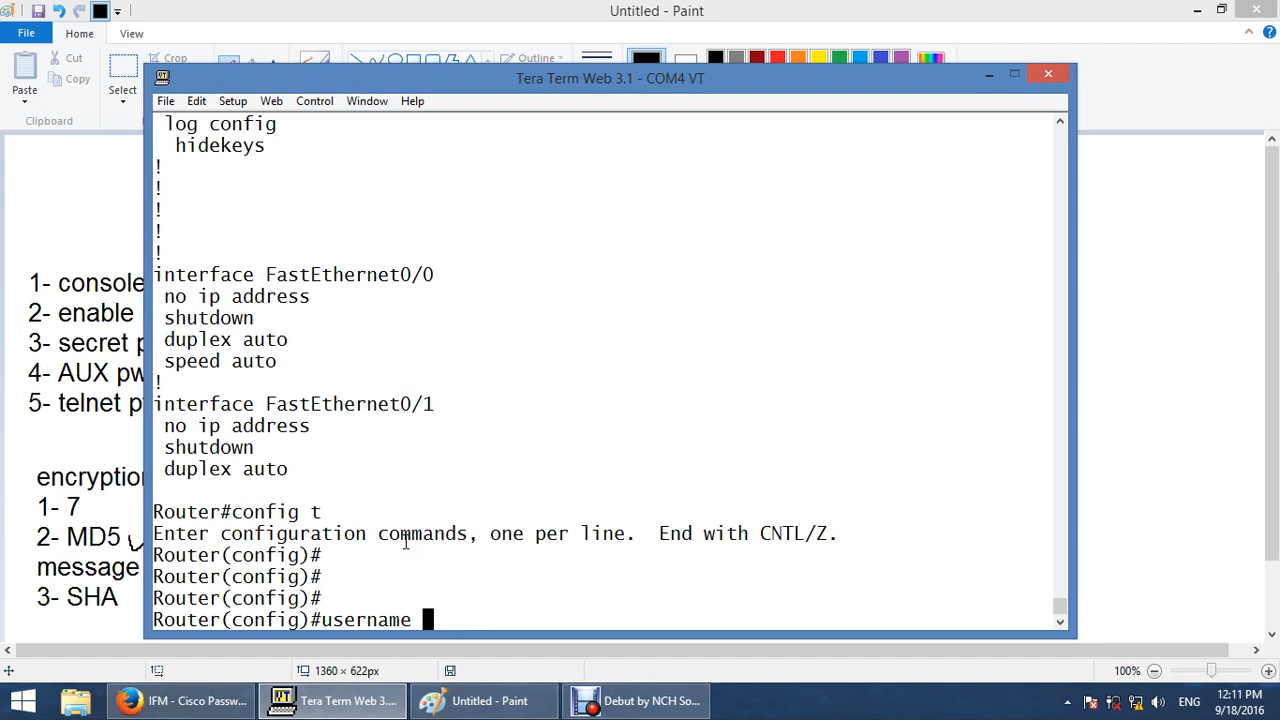 Untitled - Paint
File Home View
Cut
Copy
Paste
Clipboard
Crop
Select
Outline
Tera Term Web 3.1 - COM4 VT
File Edit Setup Web Control Window Help
log config
hidekeys
!
!
!
!
!
interface FastEthernet0/0
no ip address
shutdown
duplex auto
speed auto
!
interface FastEthernet0/1
no ip address
shutdown
duplex auto
Router#config t
Enter configuration commands, one per line. End with CNTL/Z.
Router(config)#
Router(config)#
Router(config)#
Router(config)#username
1- console
2- enable
3- secret p
4- AUX pw
5- telnet
encryption
1- 7
2- MD5
message
3- SHA
1360 × 622px
100%
IFM - Cisco Passw...
Tera Term Web 3....
Untitled - Paint
Debut by NCH So...
ENG
12:11 PM
9/18/2016